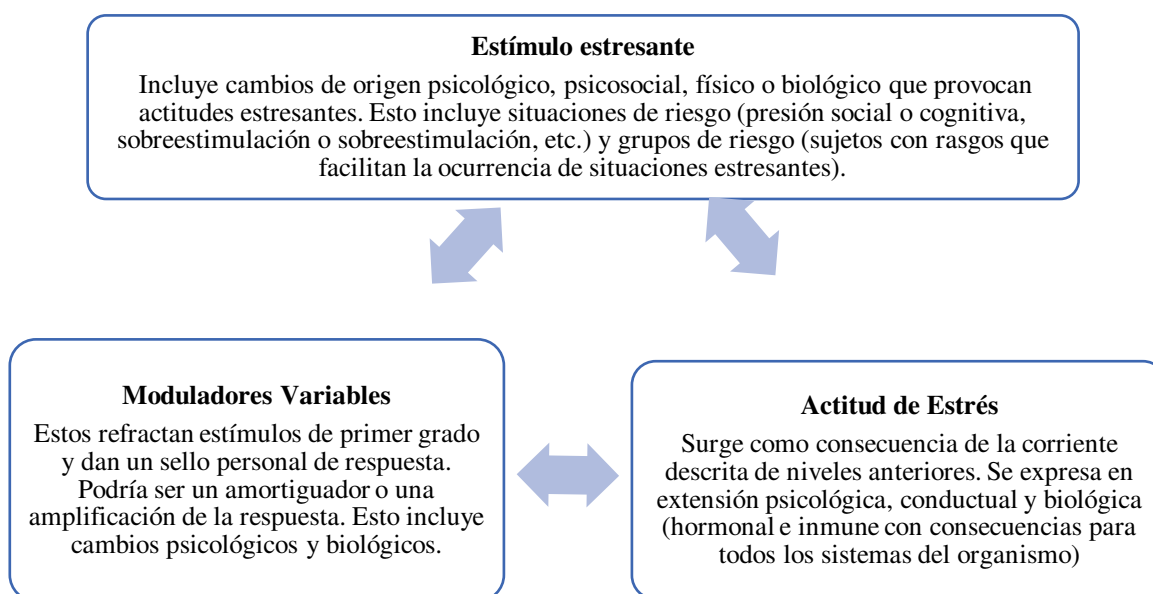 Estímulo estresante
Incluye cambios de origen psicológico, psicosocial, físico o biológico que provocan
actitudes estresantes. Esto incluye situaciones de riesgo (presión social o cognitiva,
sobreestimulación o sobreestimulación, etc.) y grupos de riesgo (sujetos con rasgos que
facilitan la ocurrencia de situaciones estresantes).
Moduladores Variables
Estos refractan estímulos de primer grado
y dan un sello personal de respuesta.
Podría ser un amortiguador o una
amplificación de la respuesta. Esto incluye
cambios psicológicos y biológicos.
Actitud de Estrés
Surge como consecuencia de la corriente
descrita de niveles anteriores. Se expresa en
extensión psicológica, conductual y biológica
(hormonal e inmune con consecuencias para
todos los sistemas del organismo)